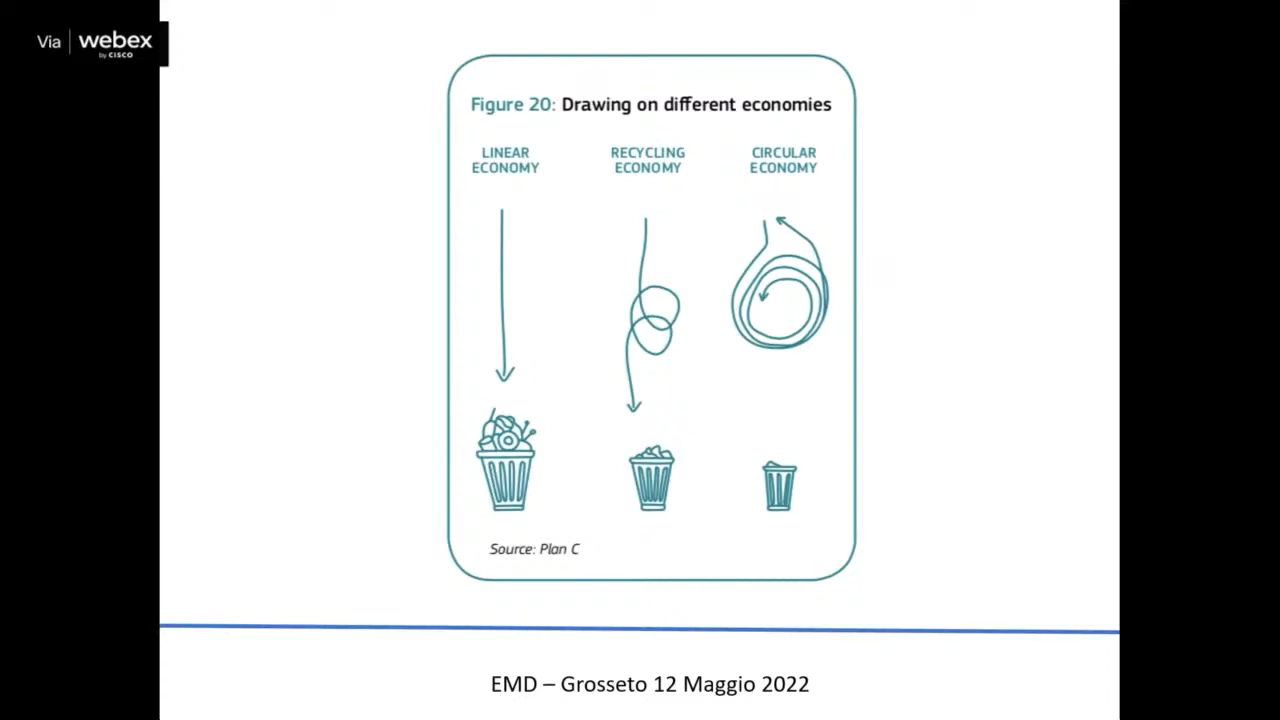 Via webex
by CISCO
Figure 20: Drawing on different economies
LINEAR
ECONOMY
RECYCLING
ECONOMY
CIRCULAR
ECONOMY
Source: Plan C
EMD – Grosseto 12 Maggio 2022